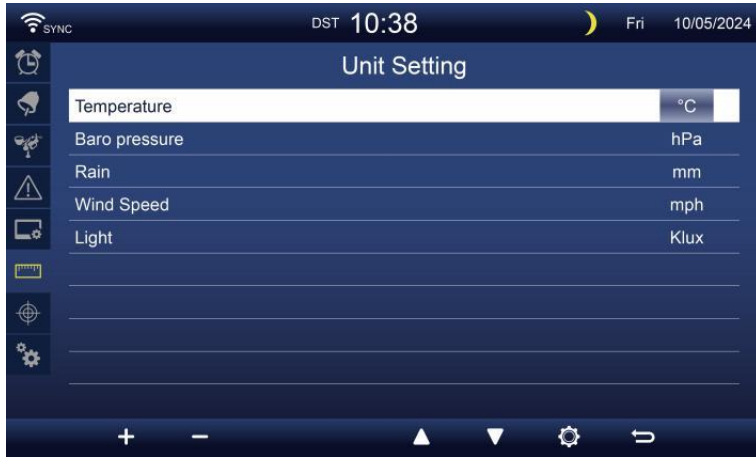 SYNC DST 10:38 Fri 10/05/2024
Unit Setting
Temperature °C
Baro pressure hPa
Rain mm
Wind Speed mph
Light Klux